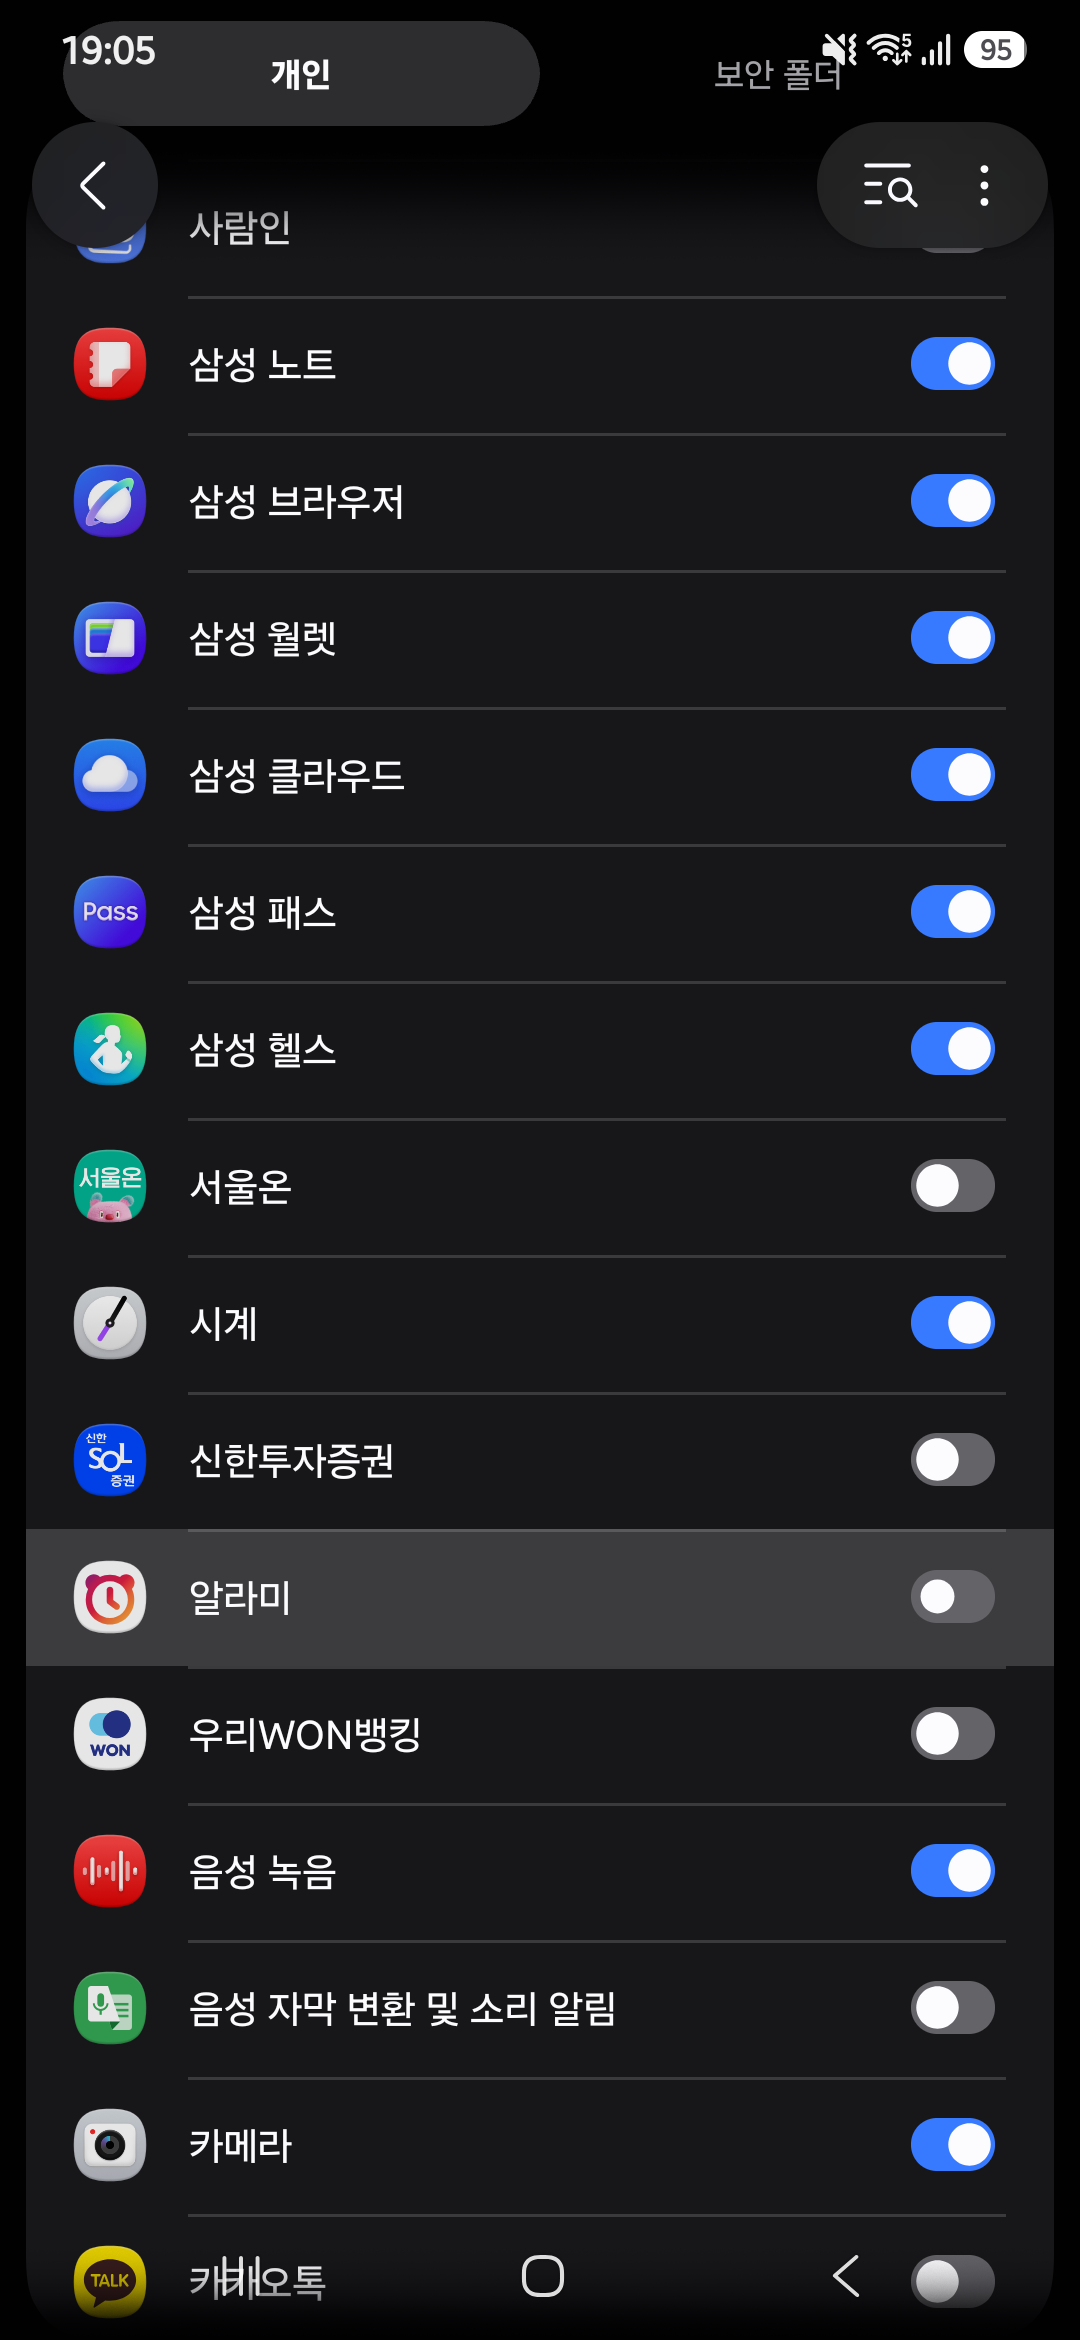 19:05
5
95
개인
보안 폴더
사람인
삼성 노트
삼성 브라우저
삼성 월렛
삼성 클라우드
Pass
삼성 패스
삼성 헬스
서울온
서울온
시계
신한
SOL
증권
신한투자증권
알라미
WON
우리WON뱅킹
음성 녹음
음성 자막 변환 및 소리 알림
카메라
TALK
카카오톡